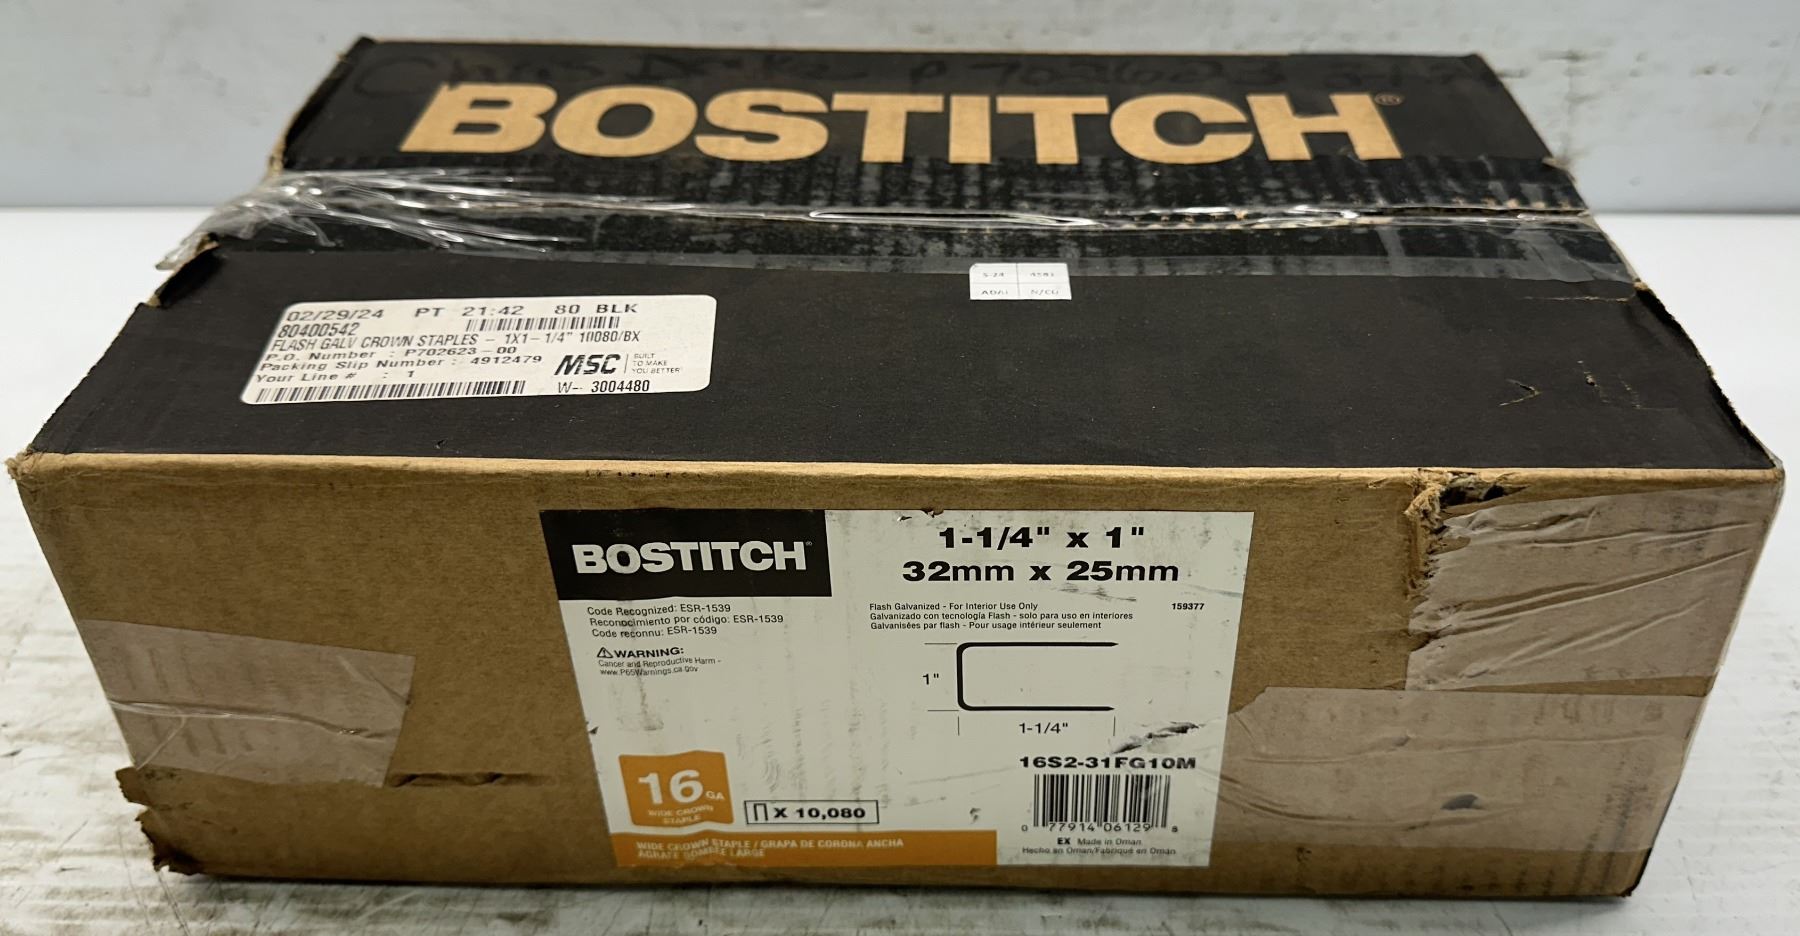 BOSTITCH®
02/29/24 PT 21:42 80 BLK
80400542
FLASH GALV CROWN STAPLES - 1X1-1/4" 10080/BX
P.O. Number : P702623-00
Packing Slip Number : 4912479
Your Line # : 1
MSC
BUILT
TO MAKE
YOU BETTER
W- 3004480
BOSTITCH
1-1/4" x 1"
32mm x 25mm
Code Recognized: ESR-1539
Reconocimiento por código: ESR-1539
Code reconnu: ESR-1539
⚠WARNING:
Cancer and Reproductive Harm -
www.P65Warnings.ca.gov
Flash Galvanized - For Interior Use Only 159377
Galvanizado con tecnología Flash - solo para uso en interiores
Galvanisées par flash - Pour usage intérieur seulement
1"
1-1/4"
16S2-31FG10M
16 GA
WIDE CROWN
STAPLE
X 10,080
0 77914 06129 8
EX Made in Oman
Hecho en Oman/Fabriqué en Oman
WIDE CROWN STAPLE / GRAPA DE CORONA ANCHA
AGRAFE COMBLE LARGE